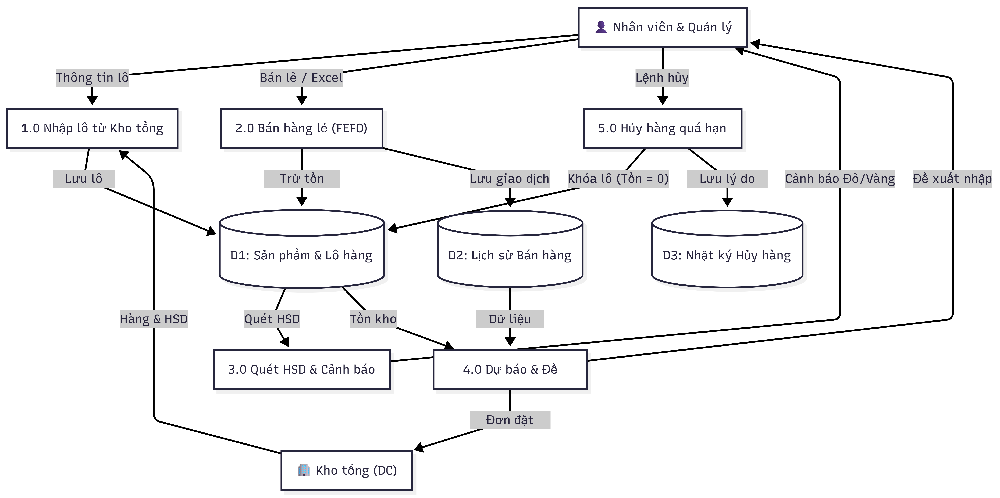 Nhân viên & Quản lý
Thông tin lô
Bán lẻ / Excel
Lệnh hủy
1.0 Nhập lô từ Kho tổng
2.0 Bán hàng lẻ (FEFO)
5.0 Hủy hàng quá hạn
Lưu lô
Trừ tồn
Lưu giao dịch
Khóa lô (Tồn = 0)
Lưu lý do
Cảnh báo Đỏ/Vàng
Đề xuất nhập
D1: Sản phẩm & Lô hàng
D2: Lịch sử Bán hàng
D3: Nhật ký Hủy hàng
Hàng & HSD
Quét HSD
Tồn kho
Dữ liệu
3.0 Quét HSD & Cảnh báo
4.0 Dự báo & Đề
Đơn đặt
Kho tổng (DC)